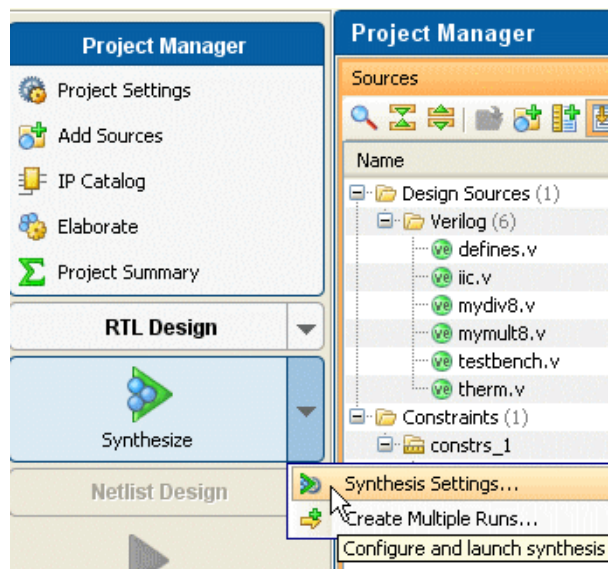 Project Manager
Project Settings
Add Sources
IP Catalog
Elaborate
Project Summary
RTL Design
Synthesize
Netlist Design
Project Manager
Sources
Name
Design Sources (1)
Verilog (6)
defines.v
iic.v
mydiv8.v
mymult8.v
testbench.v
therm.v
Constraints (1)
constrs_1
Synthesis Settings...
Create Multiple Runs...
Configure and launch synthesis